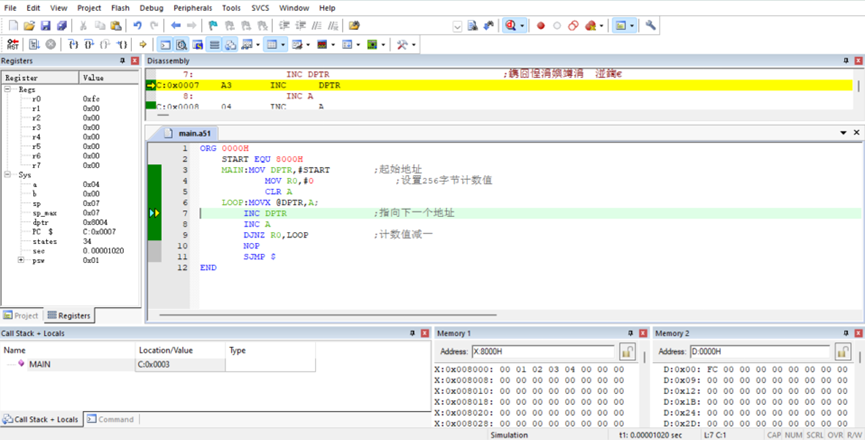 File Edit View Project Flash Debug Peripherals Tools SVCS Window Help
Registers
Register Value
Regs
r0 0xfc
r1 0x00
r2 0x00
r3 0x00
r4 0x00
r5 0x00
r6 0x00
r7 0x00
Sys
a 0x04
b 0x00
sp 0x07
sp_max 0x07
dptr 0x8004
PC $ C:0x0007
states 34
sec 0.00001020
psw 0x01
Project Registers
Disassembly
7: INC DPTR
C:0x0007 A3 INC DPTR
8: INC A
C:0x0008 04 INC A
main.a51
1 ORG 0000H
2 START EQU 8000H
3 MAIN:MOV DPTR,#START ;起始地址
4 MOV R0,#0 ;设置256字节计数值
5 CLR A
6 LOOP:MOVX @DPTR,A;
7 INC DPTR ;指向下一个地址
8 INC A
9 DJNZ R0,LOOP ;计数值减一
10 NOP
11 SJMP $
12 END
Call Stack + Locals
Name Location/Value Type
MAIN C:0x0003
Call Stack + Locals Command
Memory 1
Address: X:8000H
X:0x008000: 00 01 02 03 04 00 00 00
X:0x008008: 00 00 00 00 00 00 00 00
X:0x008010: 00 00 00 00 00 00 00 00
X:0x008018: 00 00 00 00 00 00 00 00
X:0x008020: 00 00 00 00 00 00 00 00
X:0x008028: 00 00 00 00 00 00 00 00
Memory 2
Address: D:0000H
D:0x00: FC 00 00 00 00 00 00 00 00
D:0x09: 00 00 00 00 00 00 00 00 00
D:0x12: 00 00 00 00 00 00 00 00 00
D:0x1B: 00 00 00 00 00 00 00 00 00
D:0x24: 00 00 00 00 00 00 00 00 00
D:0x2D: 00 00 00 00 00 00 00 00 00
Simulation t1: 0.00001020 sec L:7 C:1 CAP NUM SCRL OVR R/W